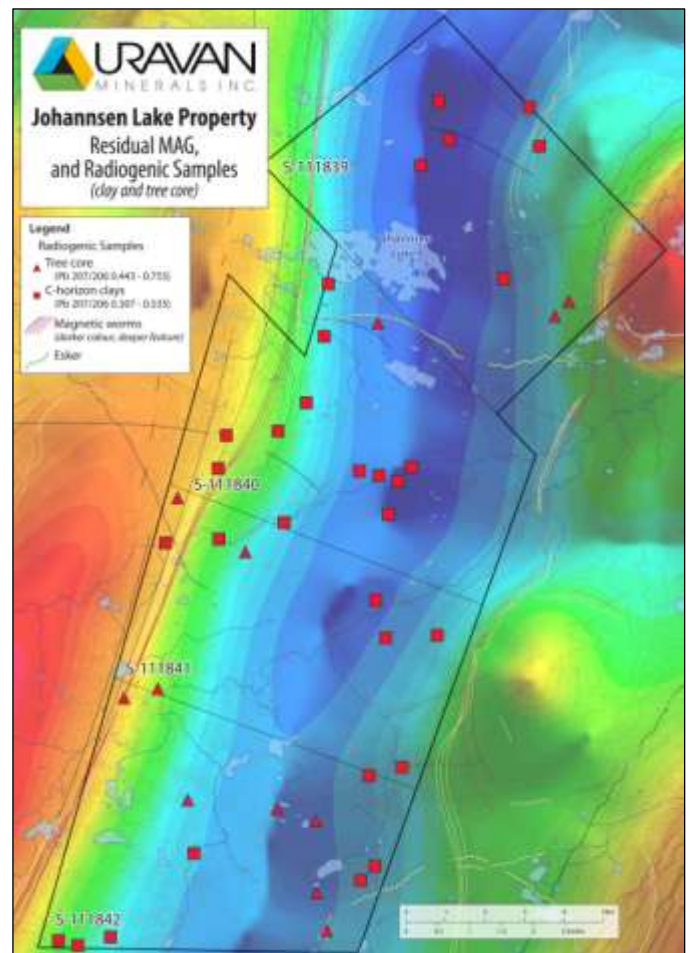 URAVAN
MINERALS INC.
Johannsen Lake Property
Residual MAG,
and Radiogenic Samples
(clay and tree core)
Legend
Radiogenic Samples
Tree core
(Pb 207/206 0.443 - 0.755)
C-horizon clays
(Pb 207/206 0.307 - 0.535)
Magnetic worms
(darker colour, deeper feature)
Esker
S-111839
S-111840
S-111841
S-111842